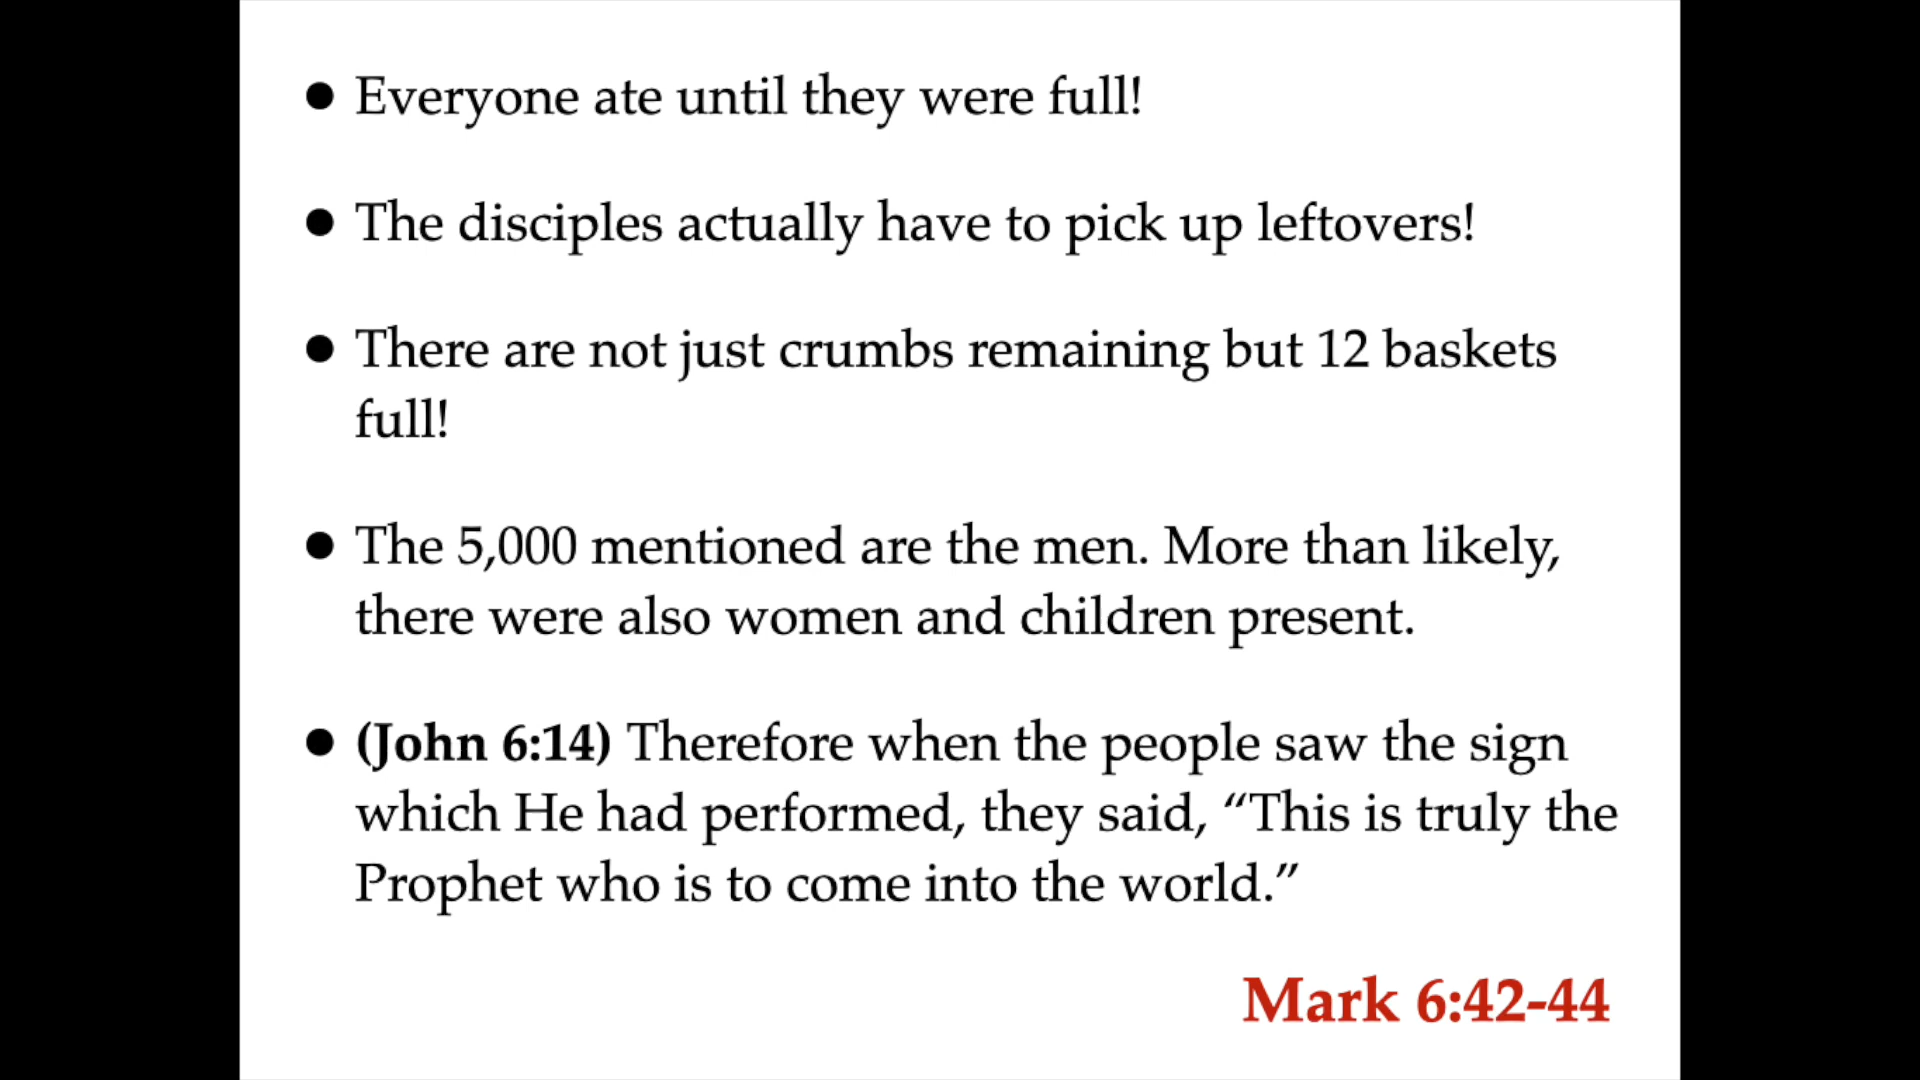 • Everyone ate until they were full!
• The disciples actually have to pick up leftovers!
• There are not just crumbs remaining but 12 baskets
full!
• The 5,000 mentioned are the men. More than likely,
there were also women and children present.
• (John 6:14) Therefore when the people saw the sign
which He had performed, they said, “This is truly the
Prophet who is to come into the world.”
Mark 6:42-44